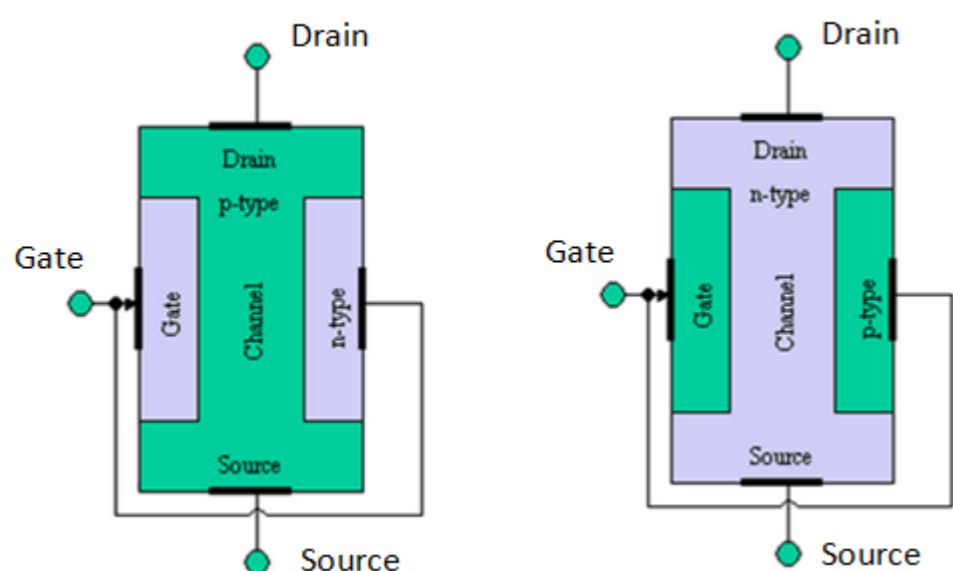 Drain
Drain
p-type
Gate
Gate
Channel
n-type
Source
Source
Drain
Drain
n-type
Gate
Gate
Channel
p-type
Source
Source